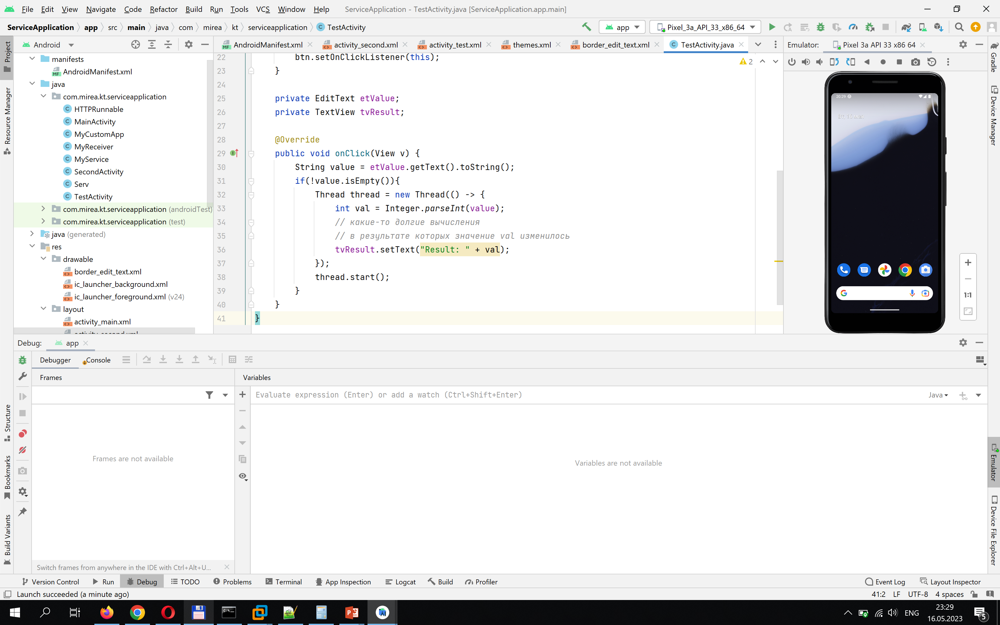 File Edit View Navigate Code Refactor Build Run Tools VCS Window Help ServiceApplication - TestActivity.java [ServiceApplication.app.main]
ServiceApplication app src main java com mirea kt serviceapplication TestActivity app Pixel_3a_API_33_x86_64
Android
AndroidManifest.xml activity_second.xml activity_test.xml themes.xml border_edit_text.xml TestActivity.java
Emulator: Pixel 3a API 33 x86 64
Project
Resource Manager
Structure
Bookmarks
Build Variants
manifests
AndroidManifest.xml
java
com.mirea.kt.serviceapplication
HTTPRunnable
MainActivity
MyCustomApp
MyReceiver
MyService
SecondActivity
Serv
TestActivity
com.mirea.kt.serviceapplication (androidTest)
com.mirea.kt.serviceapplication (test)
java (generated)
res
drawable
border_edit_text.xml
ic_launcher_background.xml
ic_launcher_foreground.xml (v24)
layout
activity_main.xml
activity_second.xml
2
22 btn.setOnClickListener(this);
23 }
24
25 private EditText etValue;
26 private TextView tvResult;
27
28 @Override
29 public void onClick(View v) {
30 String value = etValue.getText().toString();
31 if(!value.isEmpty()){
32 Thread thread = new Thread(() -> {
33 int val = Integer.parseInt(value);
34 // какие-то долгие вычисления
35 // в результате которых значение val изменилось
36 tvResult.setText("Result: " + val);
37 });
38 thread.start();
39 }
40 }
41 }
20:29
Вт, 16 мая
1:1
Gradle
Device Manager
Emulator
Device File Explorer
Debug: app
Debugger Console
Frames Variables
Evaluate expression (Enter) or add a watch (Ctrl+Shift+Enter) Java
Frames are not available
Variables are not available
Switch frames from anywhere in the IDE with Ctrl+Alt+U...
Version Control Run Debug TODO Problems Terminal App Inspection Logcat Build Profiler Event Log Layout Inspector
Launch succeeded (a minute ago) 41:2 LF UTF-8 4 spaces
ENG
23:29
16.05.2023
5